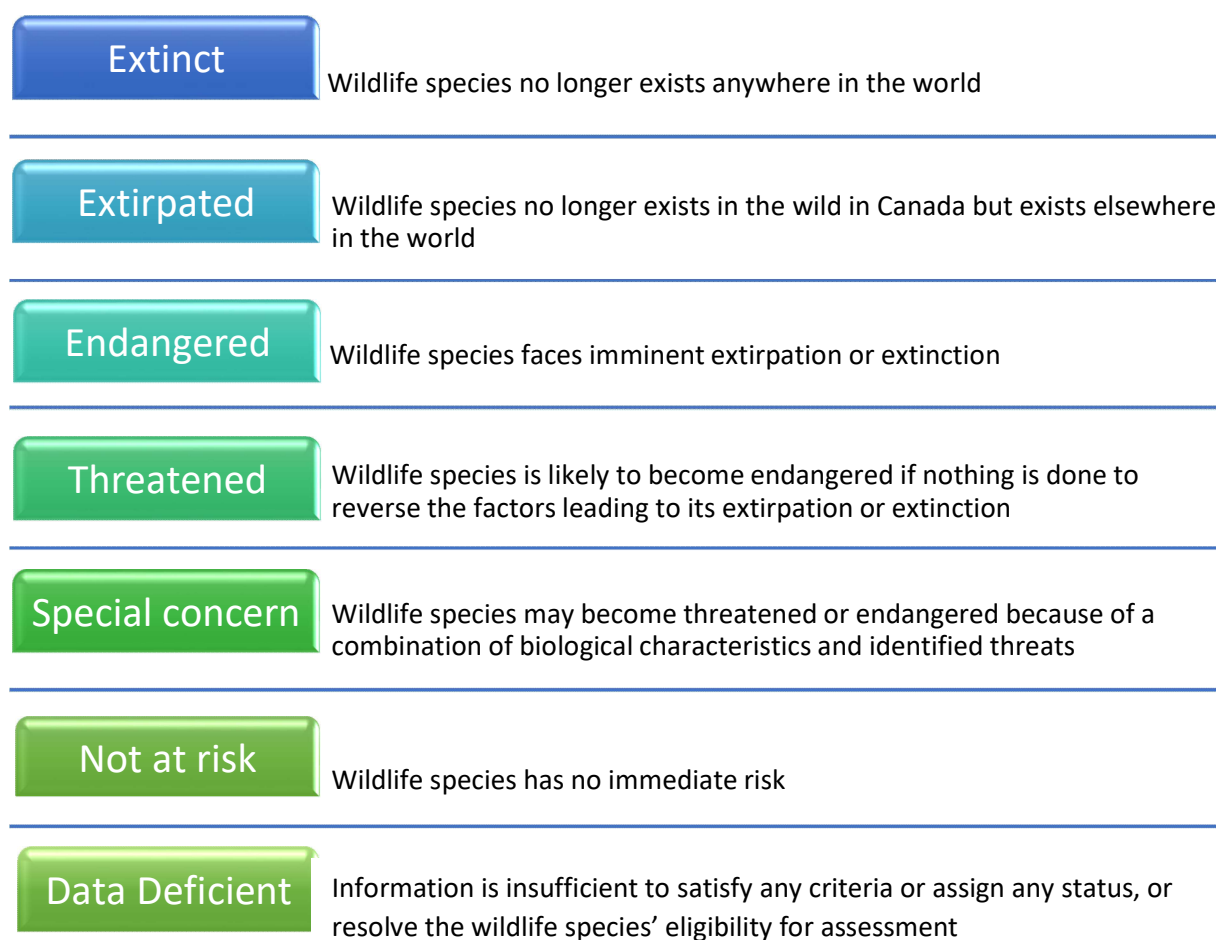 Extinct
Wildlife species no longer exists anywhere in the world
Extirpated
Wildlife species no longer exists in the wild in Canada but exists elsewhere
in the world
Endangered
Wildlife species faces imminent extirpation or extinction
Threatened
Wildlife species is likely to become endangered if nothing is done to
reverse the factors leading to its extirpation or extinction
Special concern
Wildlife species may become threatened or endangered because of a
combination of biological characteristics and identified threats
Not at risk
Wildlife species has no immediate risk
Data Deficient
Information is insufficient to satisfy any criteria or assign any status, or
resolve the wildlife species’ eligibility for assessment